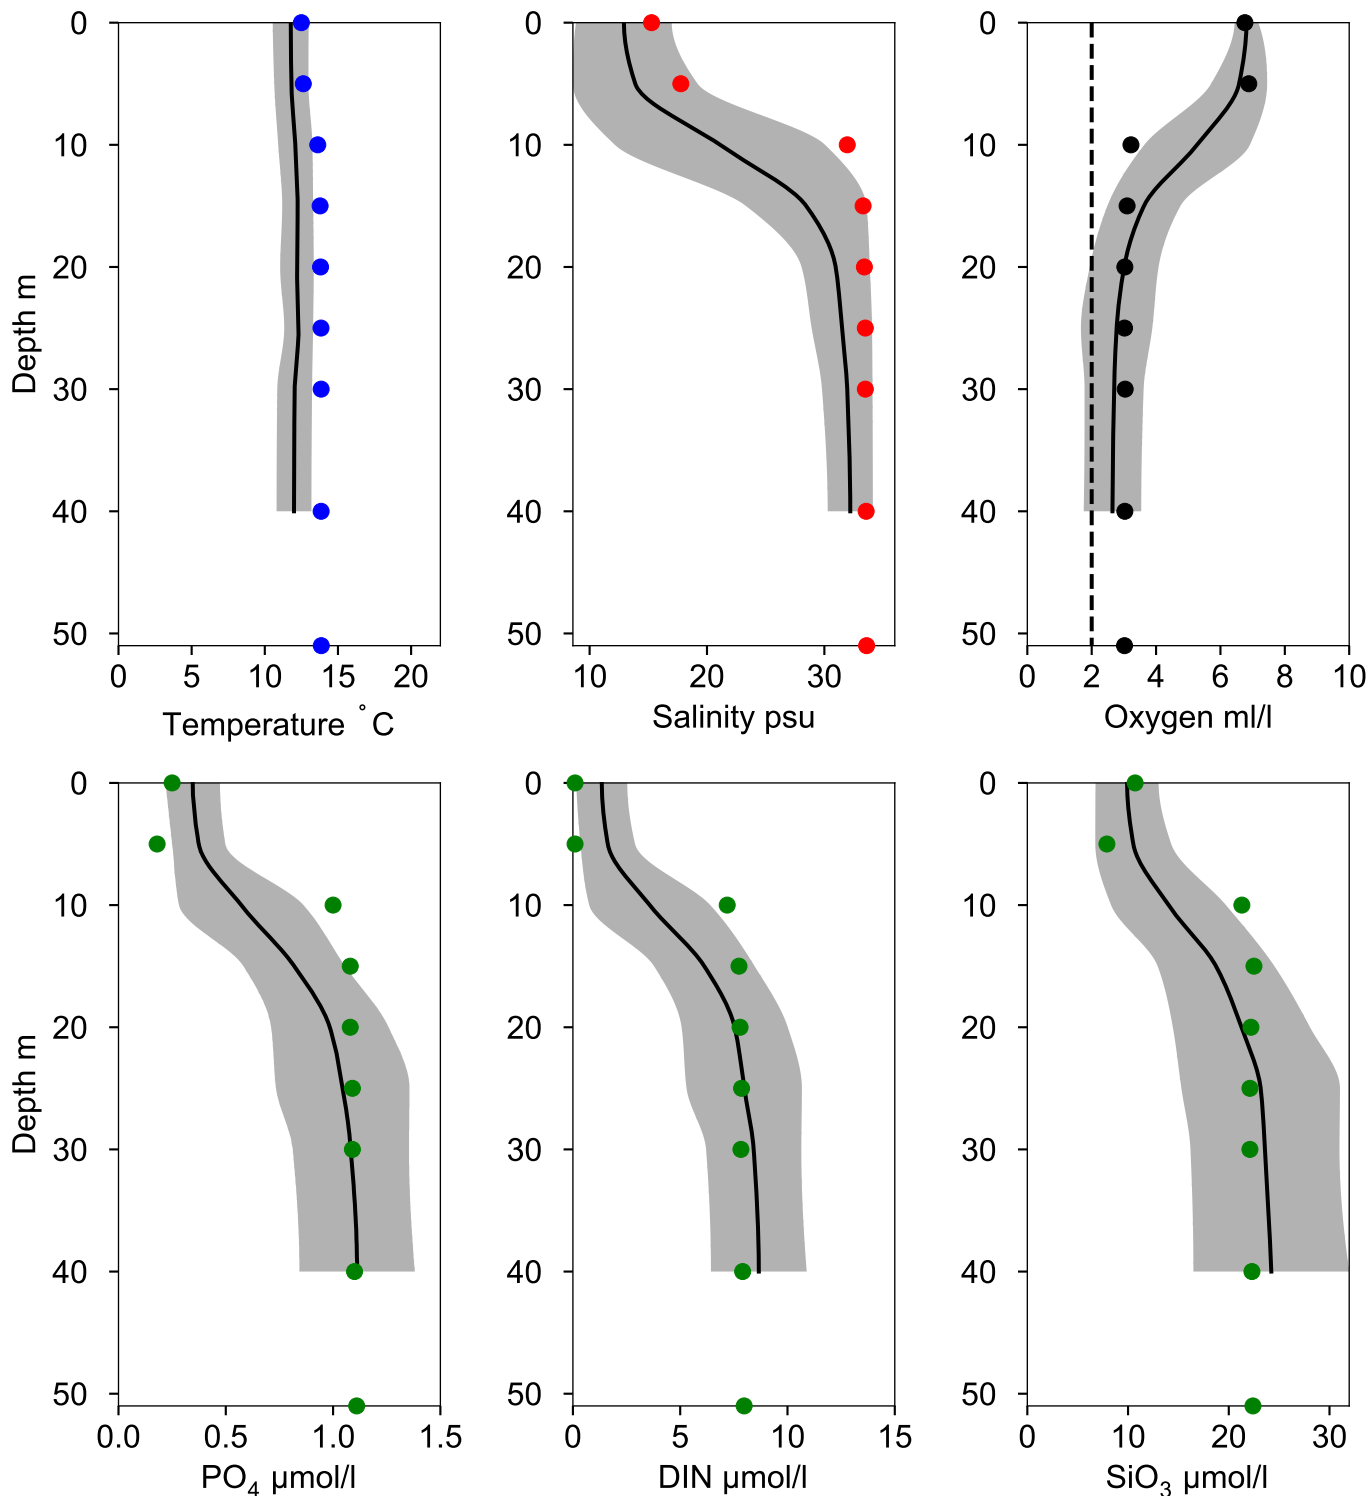 0
10
20
30
40
50
Depth m
0 5 10 15 20
Temperature °C
0
10
20
30
40
50
10 20 30
Salinity psu
0
10
20
30
40
50
0 2 4 6 8 10
Oxygen ml/l
0
10
20
30
40
50
Depth m
0.0 0.5 1.0 1.5
PO₄ µmol/l
0
10
20
30
40
50
0 5 10 15
DIN µmol/l
0
10
20
30
40
50
0 10 20 30
SiO₃ µmol/l